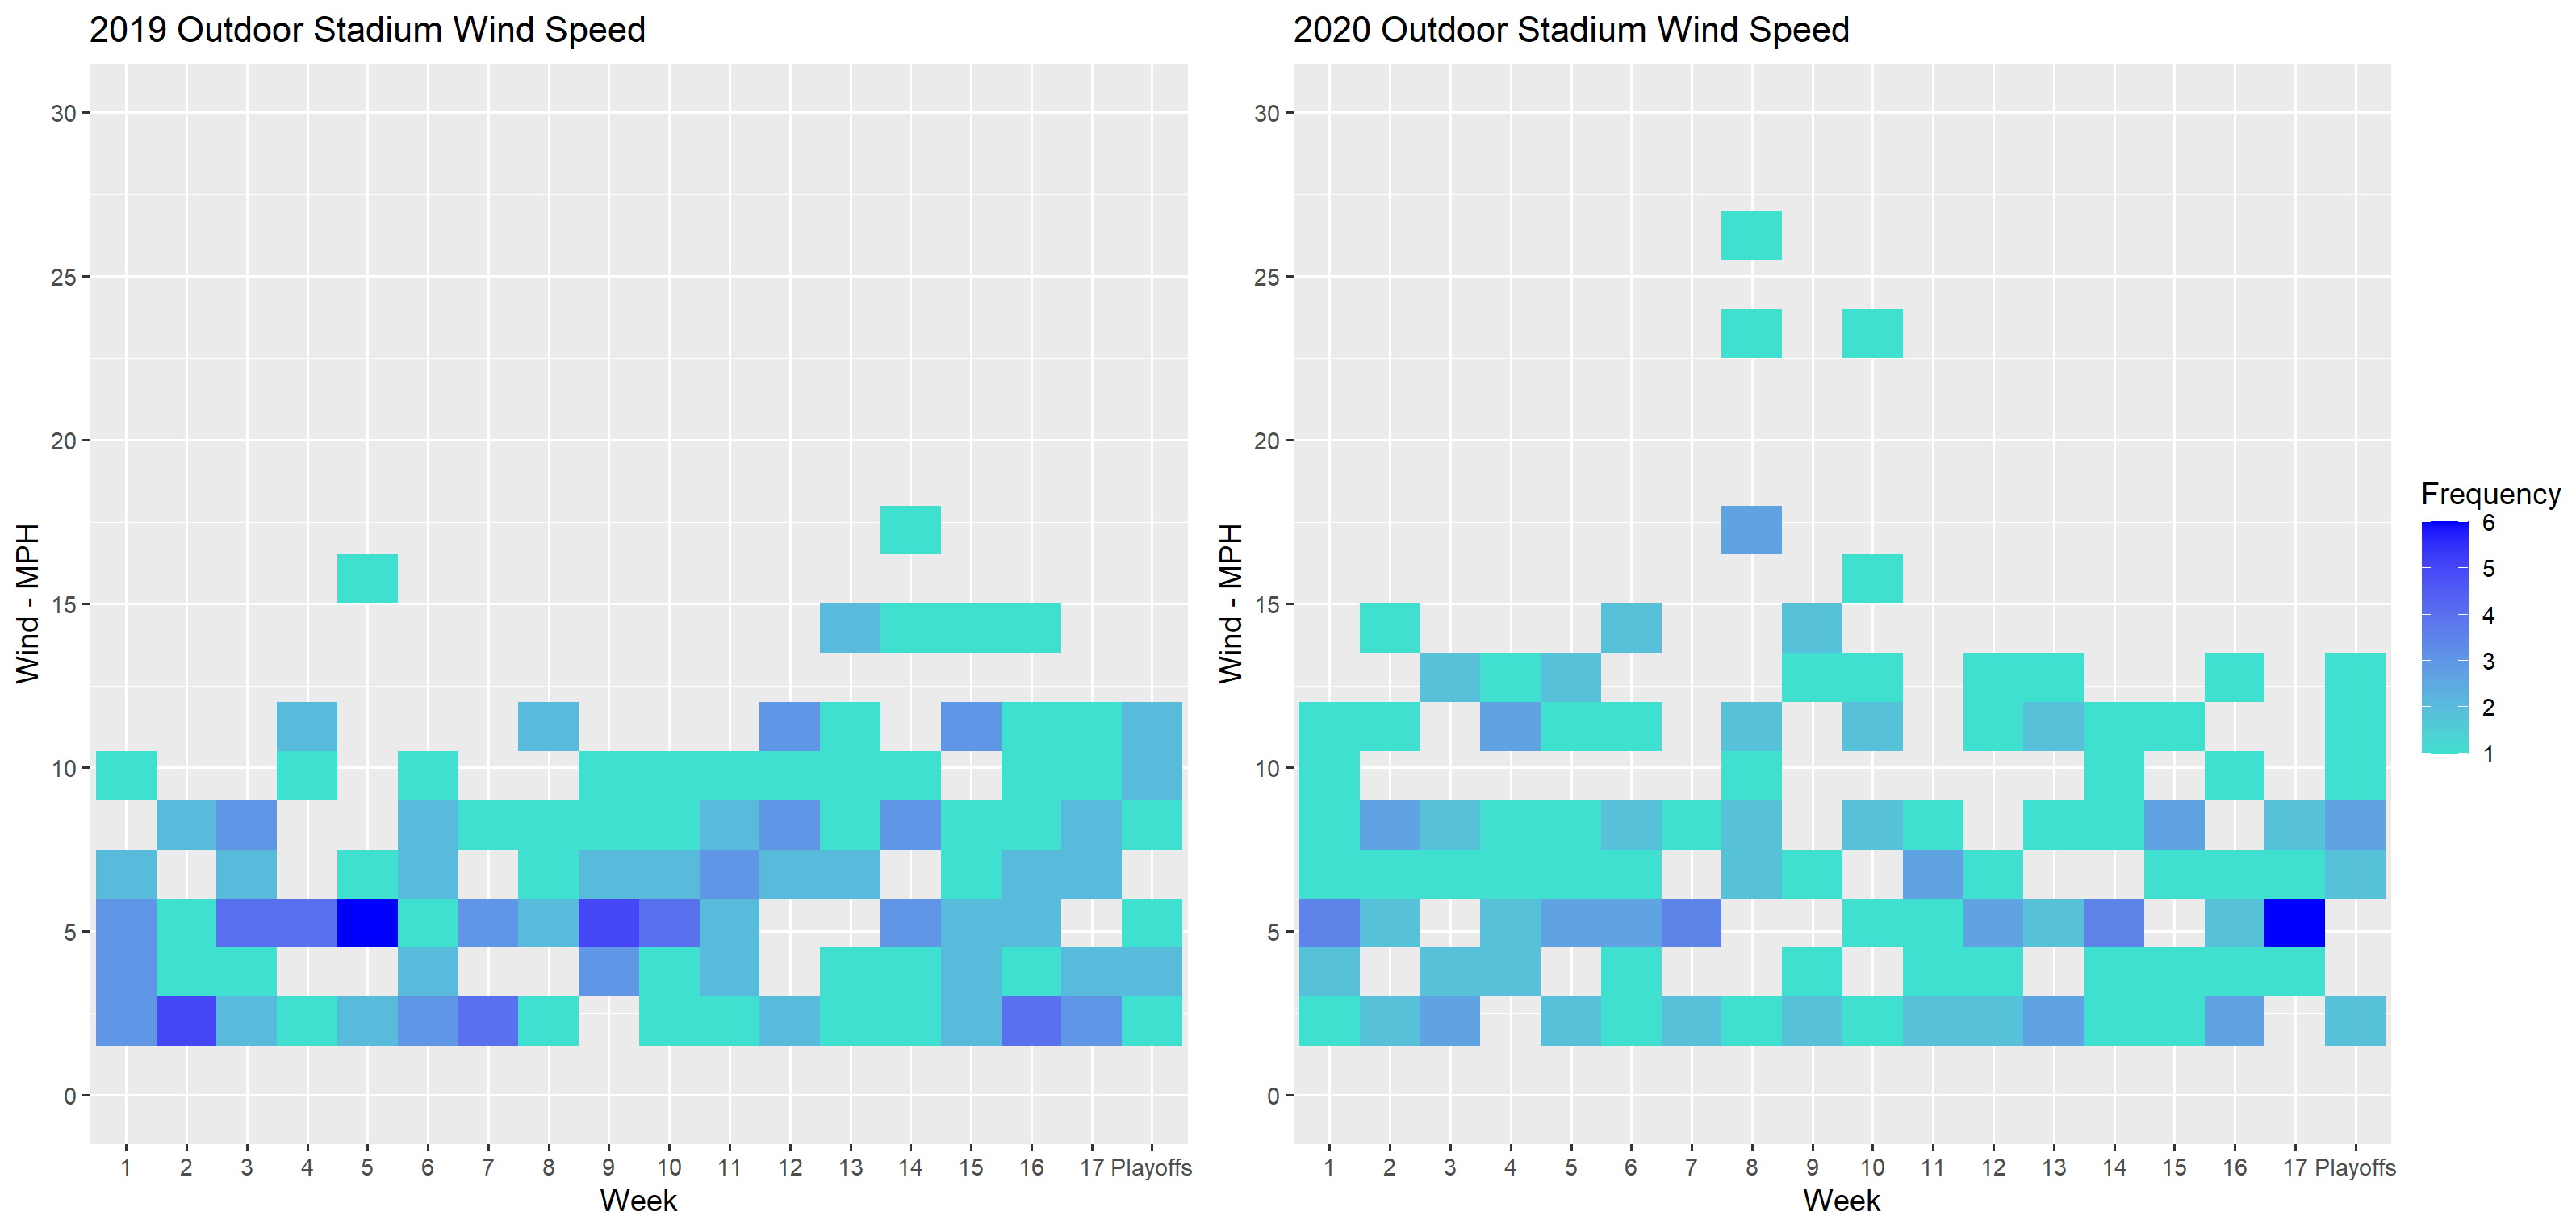 2019 Outdoor Stadium Wind Speed
30
25
20
15
10
5
0
Wind - MPH
1 2 3 4 5 6 7 8 9 10 11 12 13 14 15 16 17 Playoffs
Week
2020 Outdoor Stadium Wind Speed
30
25
20
15
10
5
0
Wind - MPH
1 2 3 4 5 6 7 8 9 10 11 12 13 14 15 16 17 Playoffs
Week
Frequency
6
5
4
3
2
1